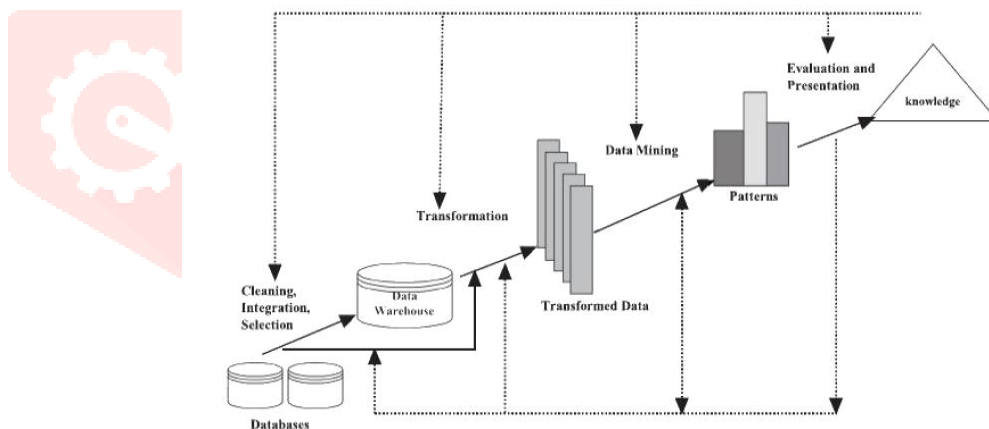 Evaluation and
Presentation
knowledge
Data Mining
Patterns
Transformation
Transformed Data
Cleaning,
Integration,
Selection
Data
Warehouse
Databases